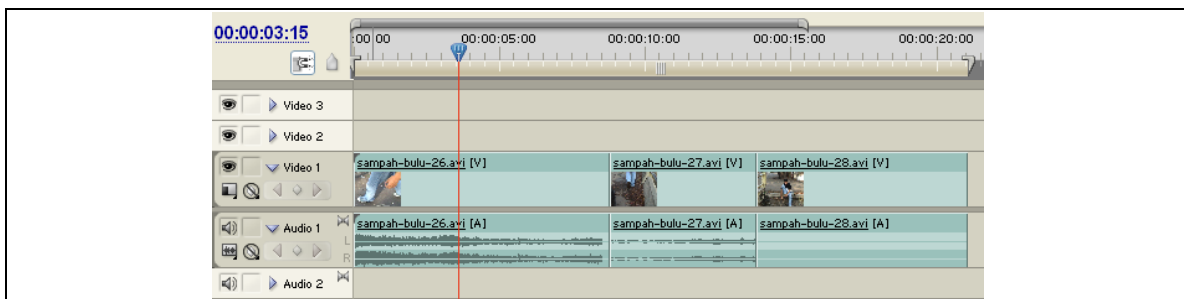 00:00:03:15
:00:00 00:00:05:00 00:00:10:00 00:00:15:00 00:00:20:00
Video 3
Video 2
Video 1
sampah-bulu-26.avi [V] sampah-bulu-27.avi [V] sampah-bulu-28.avi [V]
Audio 1
sampah-bulu-26.avi [A] sampah-bulu-27.avi [A] sampah-bulu-28.avi [A]
L
R
Audio 2